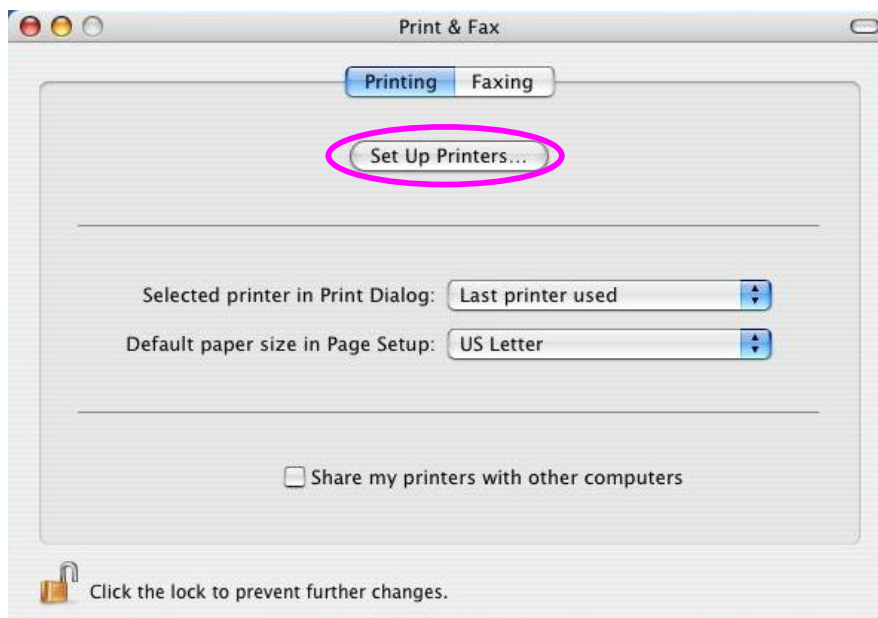 Print & Fax
Printing Faxing
Set Up Printers...
Selected printer in Print Dialog: Last printer used
Default paper size in Page Setup: US Letter
Share my printers with other computers
Click the lock to prevent further changes.